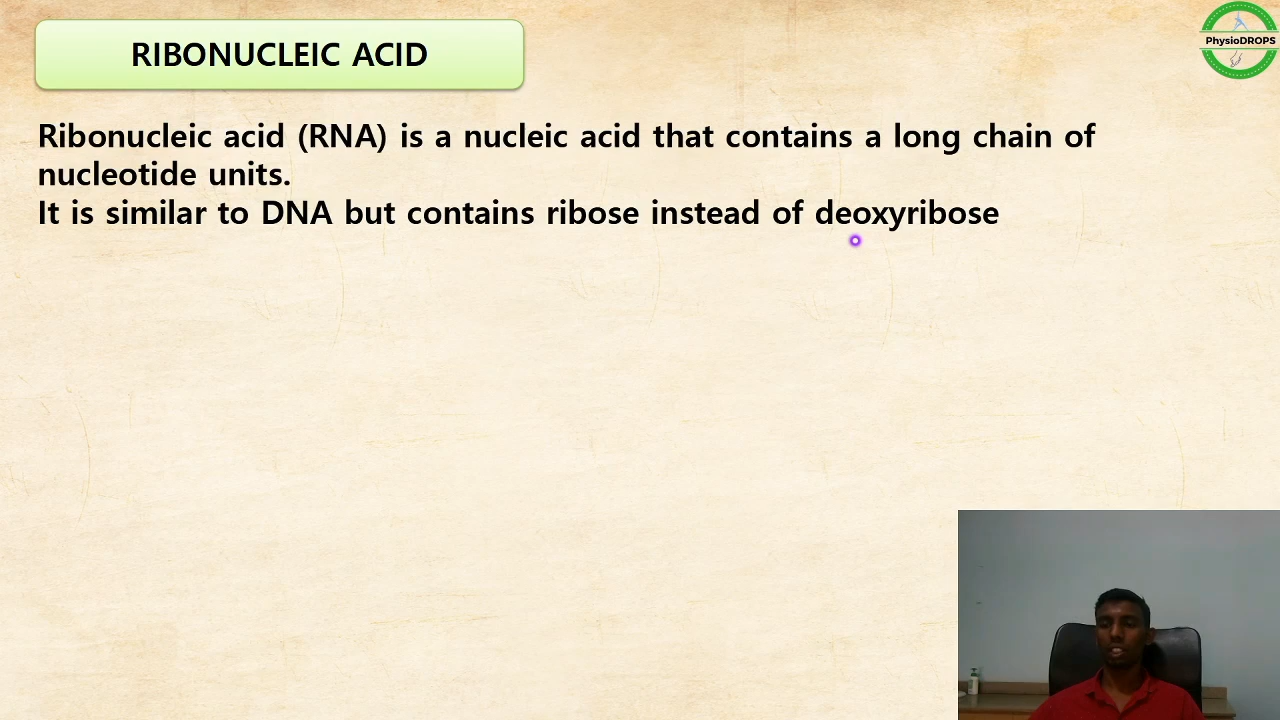 RIBONUCLEIC ACID
PhysioDROPS
Ribonucleic acid (RNA) is a nucleic acid that contains a long chain of
nucleotide units.
It is similar to DNA but contains ribose instead of deoxyribose